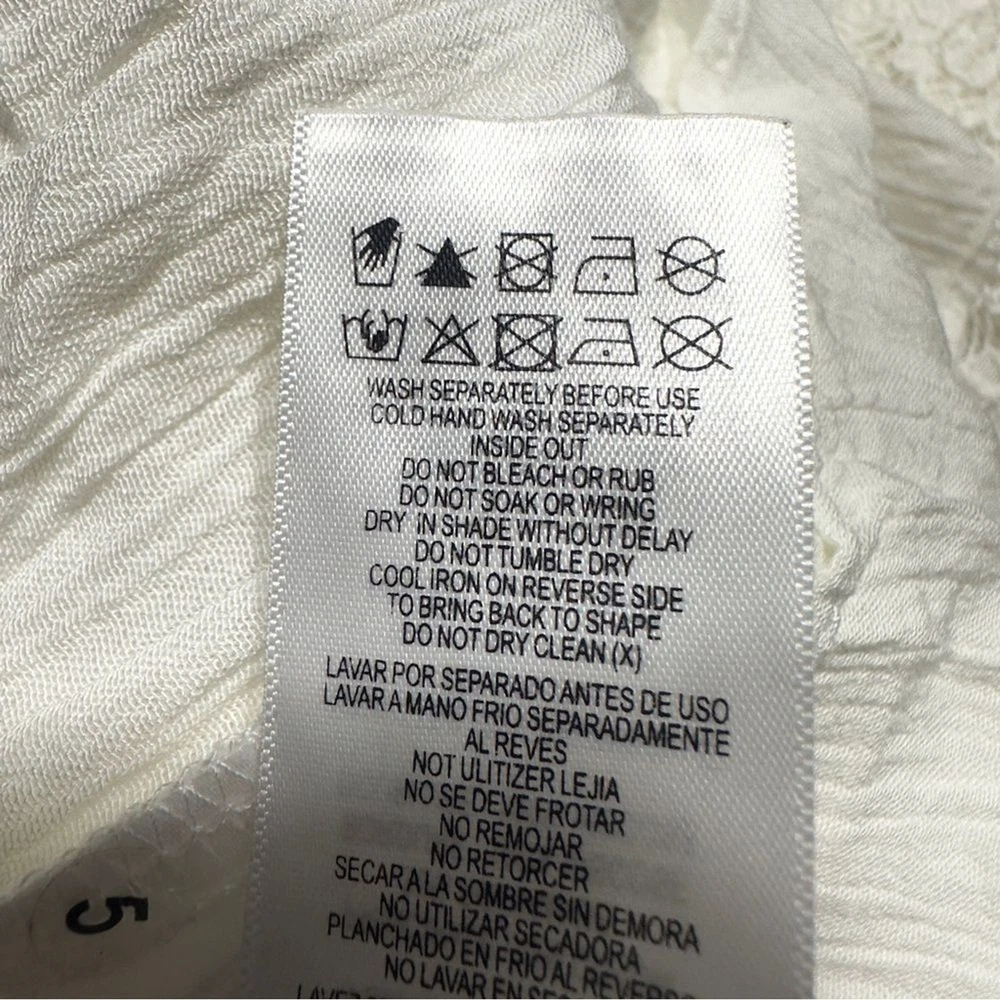 WASH SEPARATELY BEFORE USE
COLD HAND WASH SEPARATELY
INSIDE OUT
DO NOT BLEACH OR RUB
DO NOT SOAK OR WRING
DRY IN SHADE WITHOUT DELAY
DO NOT TUMBLE DRY
COOL IRON ON REVERSE SIDE
TO BRING BACK TO SHAPE
DO NOT DRY CLEAN (X)
LAVAR POR SEPARADO ANTES DE USO
LAVAR A MANO FRIO SEPARADAMENTE
AL REVES
NOT ULITIZER LEJIA
NO SE DEVE FROTAR
NO REMOJAR
NO RETORCER
SECAR A LA SOMBRE SIN DEMORA
NO UTILIZAR SECADORA
PLANCHADO EN FRIO AL REVERSO
NO LAVAR EN
5